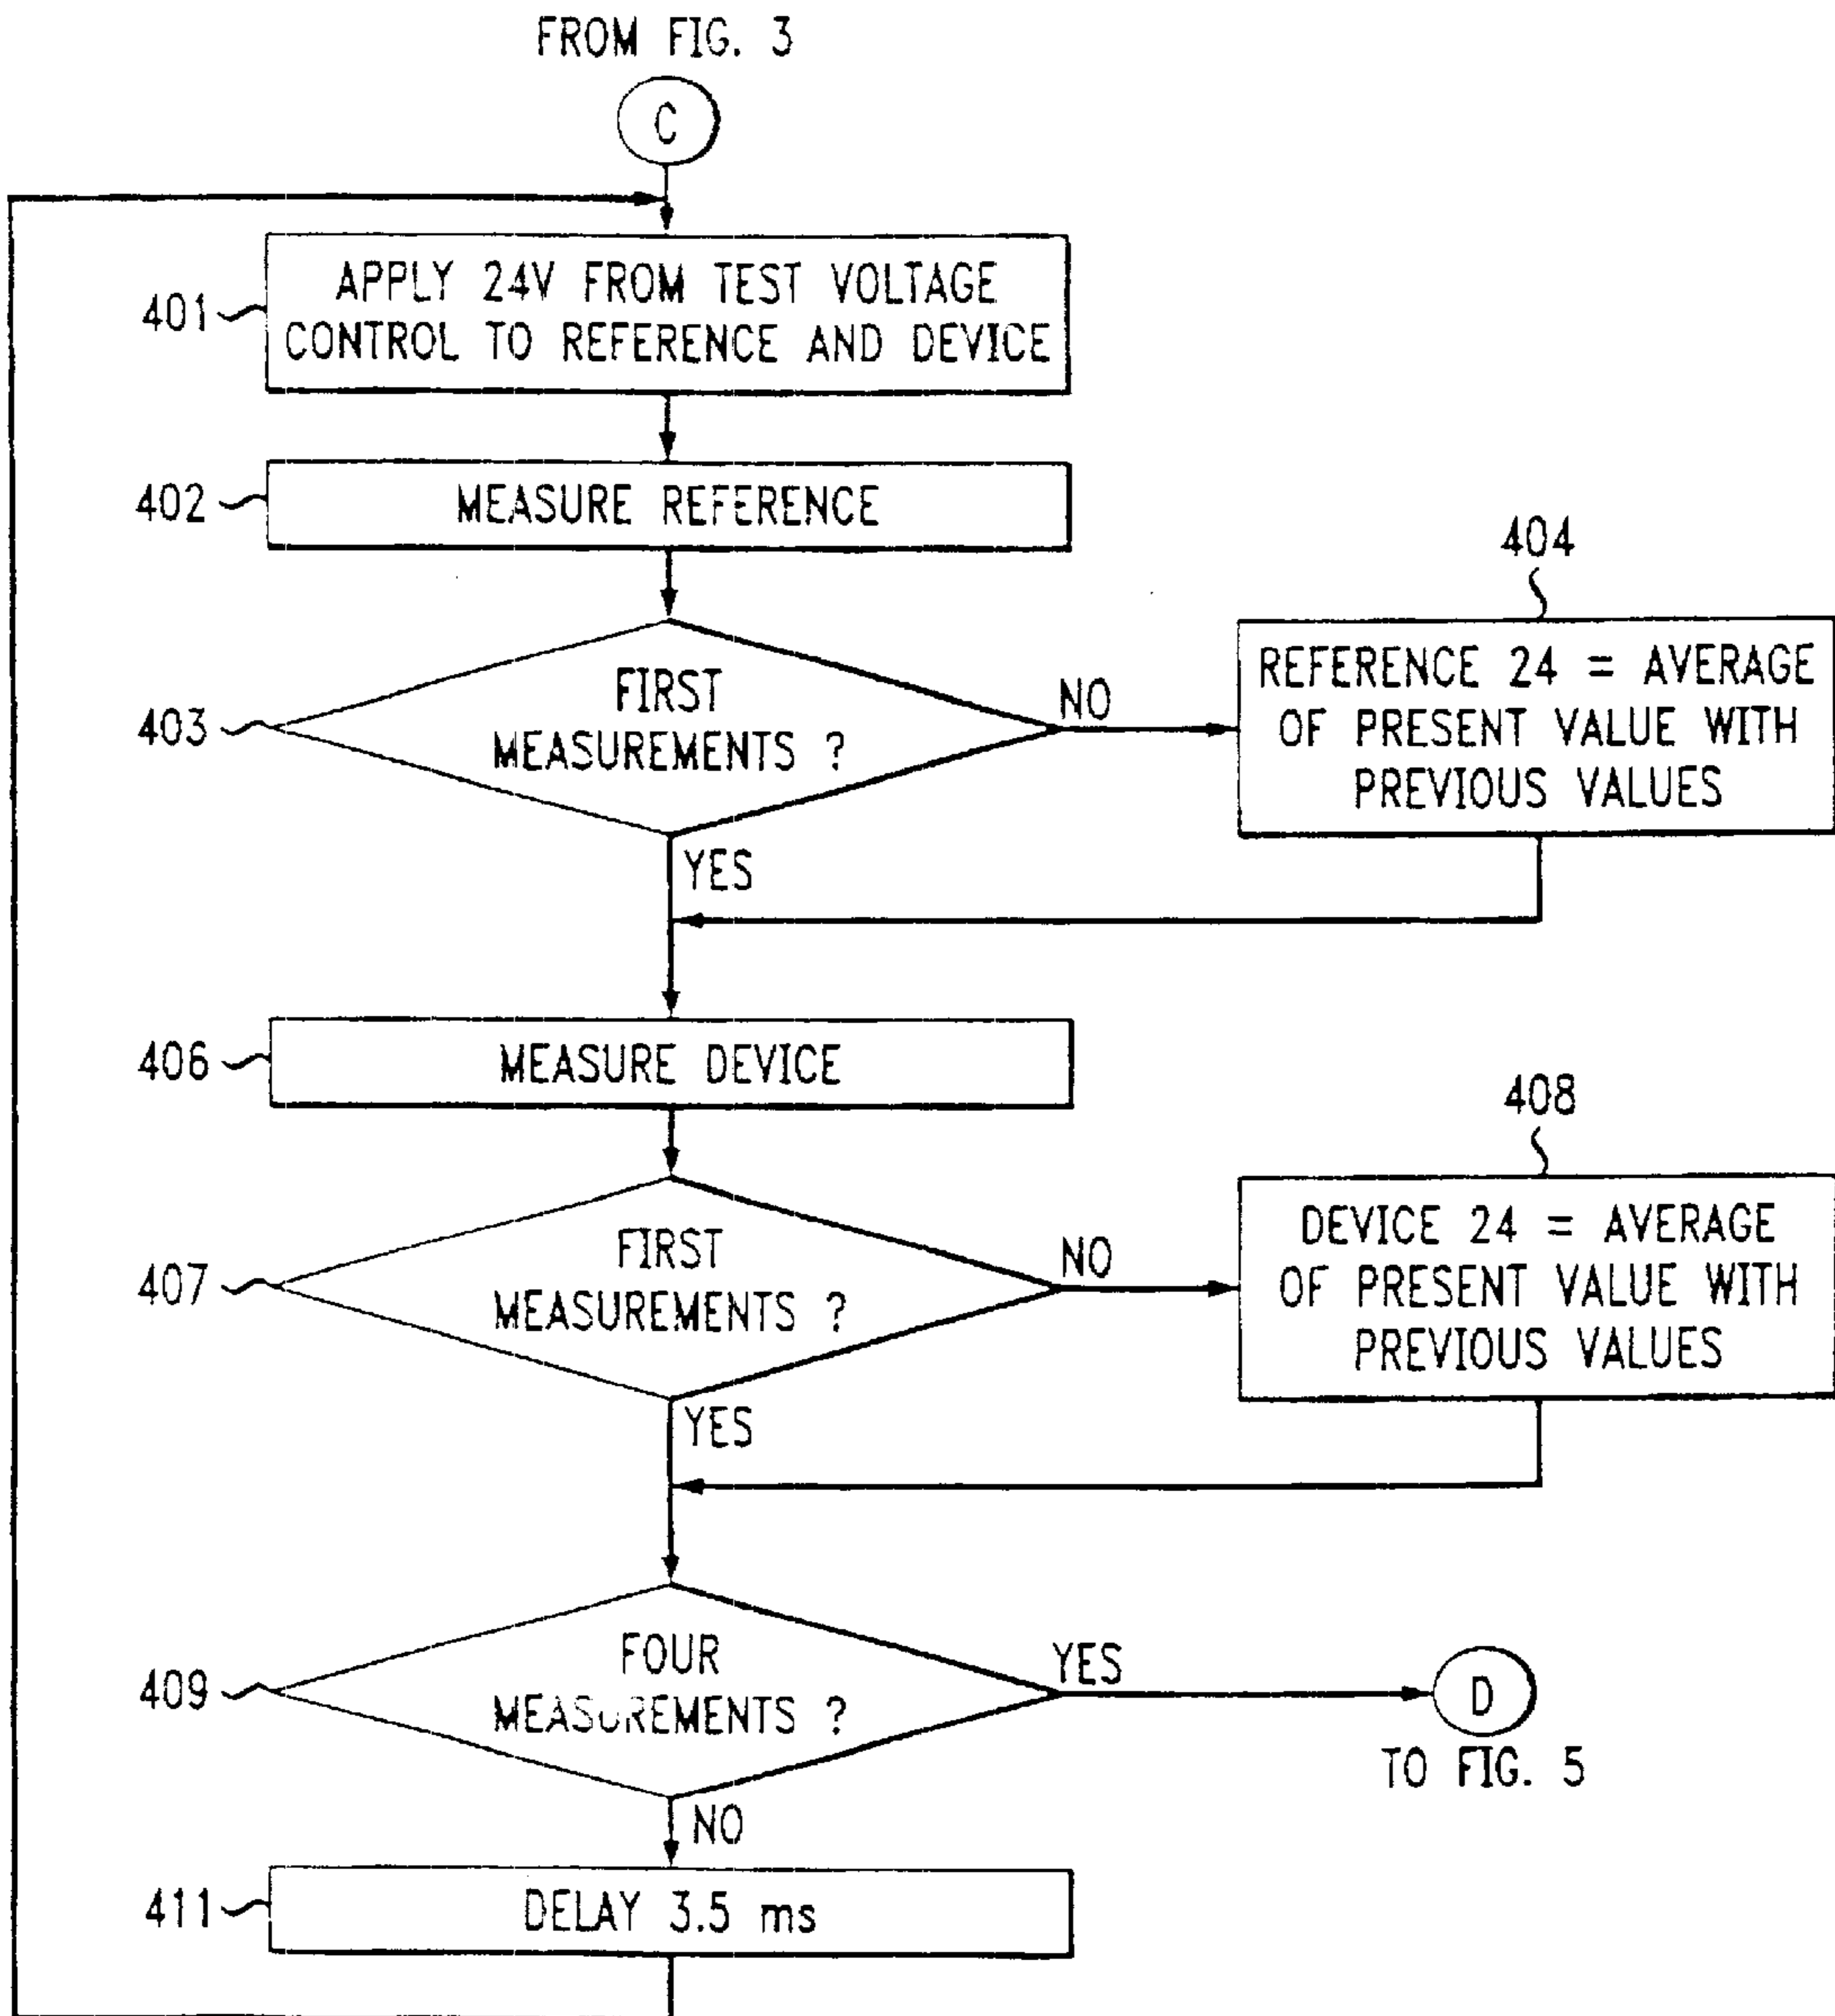 FROM FIG. 3
C
401
APPLY 24V FROM TEST VOLTAGE
CONTROL TO REFERENCE AND DEVICE
402
MEASURE REFERENCE
403
FIRST
MEASUREMENTS ?
NO
YES
404
REFERENCE 24 = AVERAGE
OF PRESENT VALUE WITH
PREVIOUS VALUES
406
MEASURE DEVICE
407
FIRST
MEASUREMENTS ?
NO
YES
408
DEVICE 24 = AVERAGE
OF PRESENT VALUE WITH
PREVIOUS VALUES
409
FOUR
MEASUREMENTS ?
YES
D
TO FIG. 5
NO
411
DELAY 3.5 ms